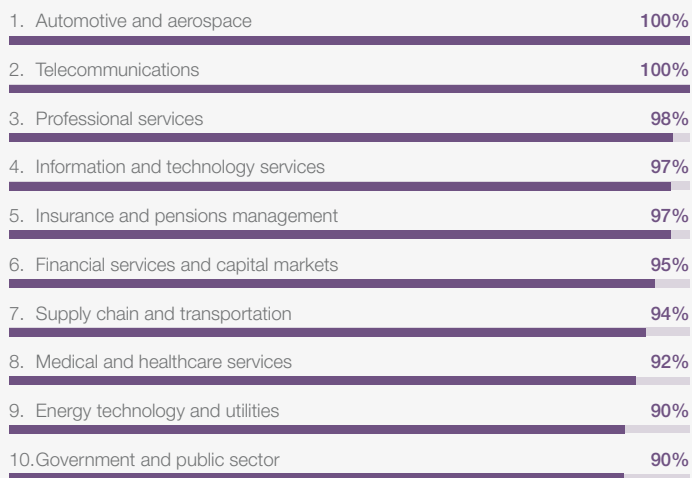 1. Automotive and aerospace 100%
2. Telecommunications 100%
3. Professional services 98%
4. Information and technology services 97%
5. Insurance and pensions management 97%
6. Financial services and capital markets 95%
7. Supply chain and transportation 94%
8. Medical and healthcare services 92%
9. Energy technology and utilities 90%
10.Government and public sector 90%